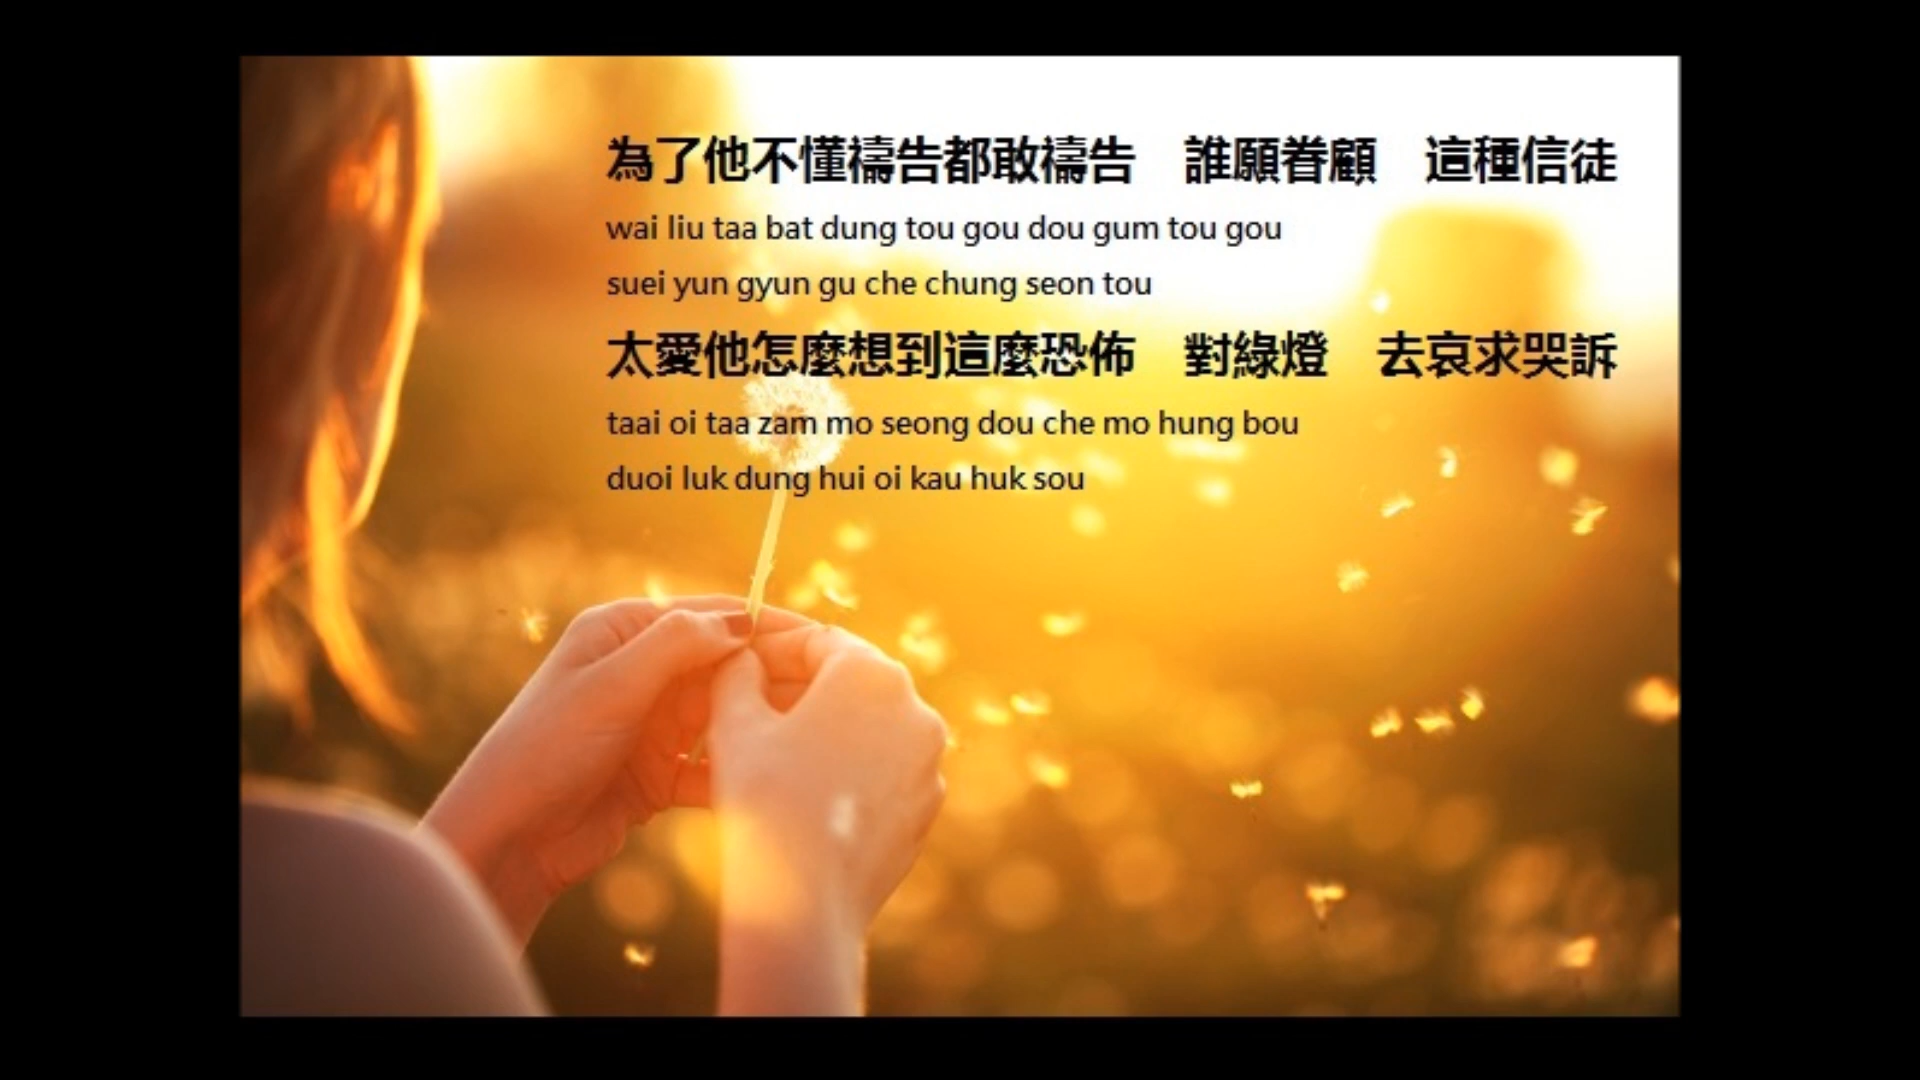 為了他不懂禱告都敢禱告　誰願眷顧　這種信徒
wai liu taa bat dung tou gou dou gum tou gou
suei yun gyun gu che chung seon tou
太愛他怎麼想到這麼恐佈　對綠燈　去哀求哭訴
taai oi taa zam mo seong dou che mo hung bou
duoi luk dung hui oi kau huk sou